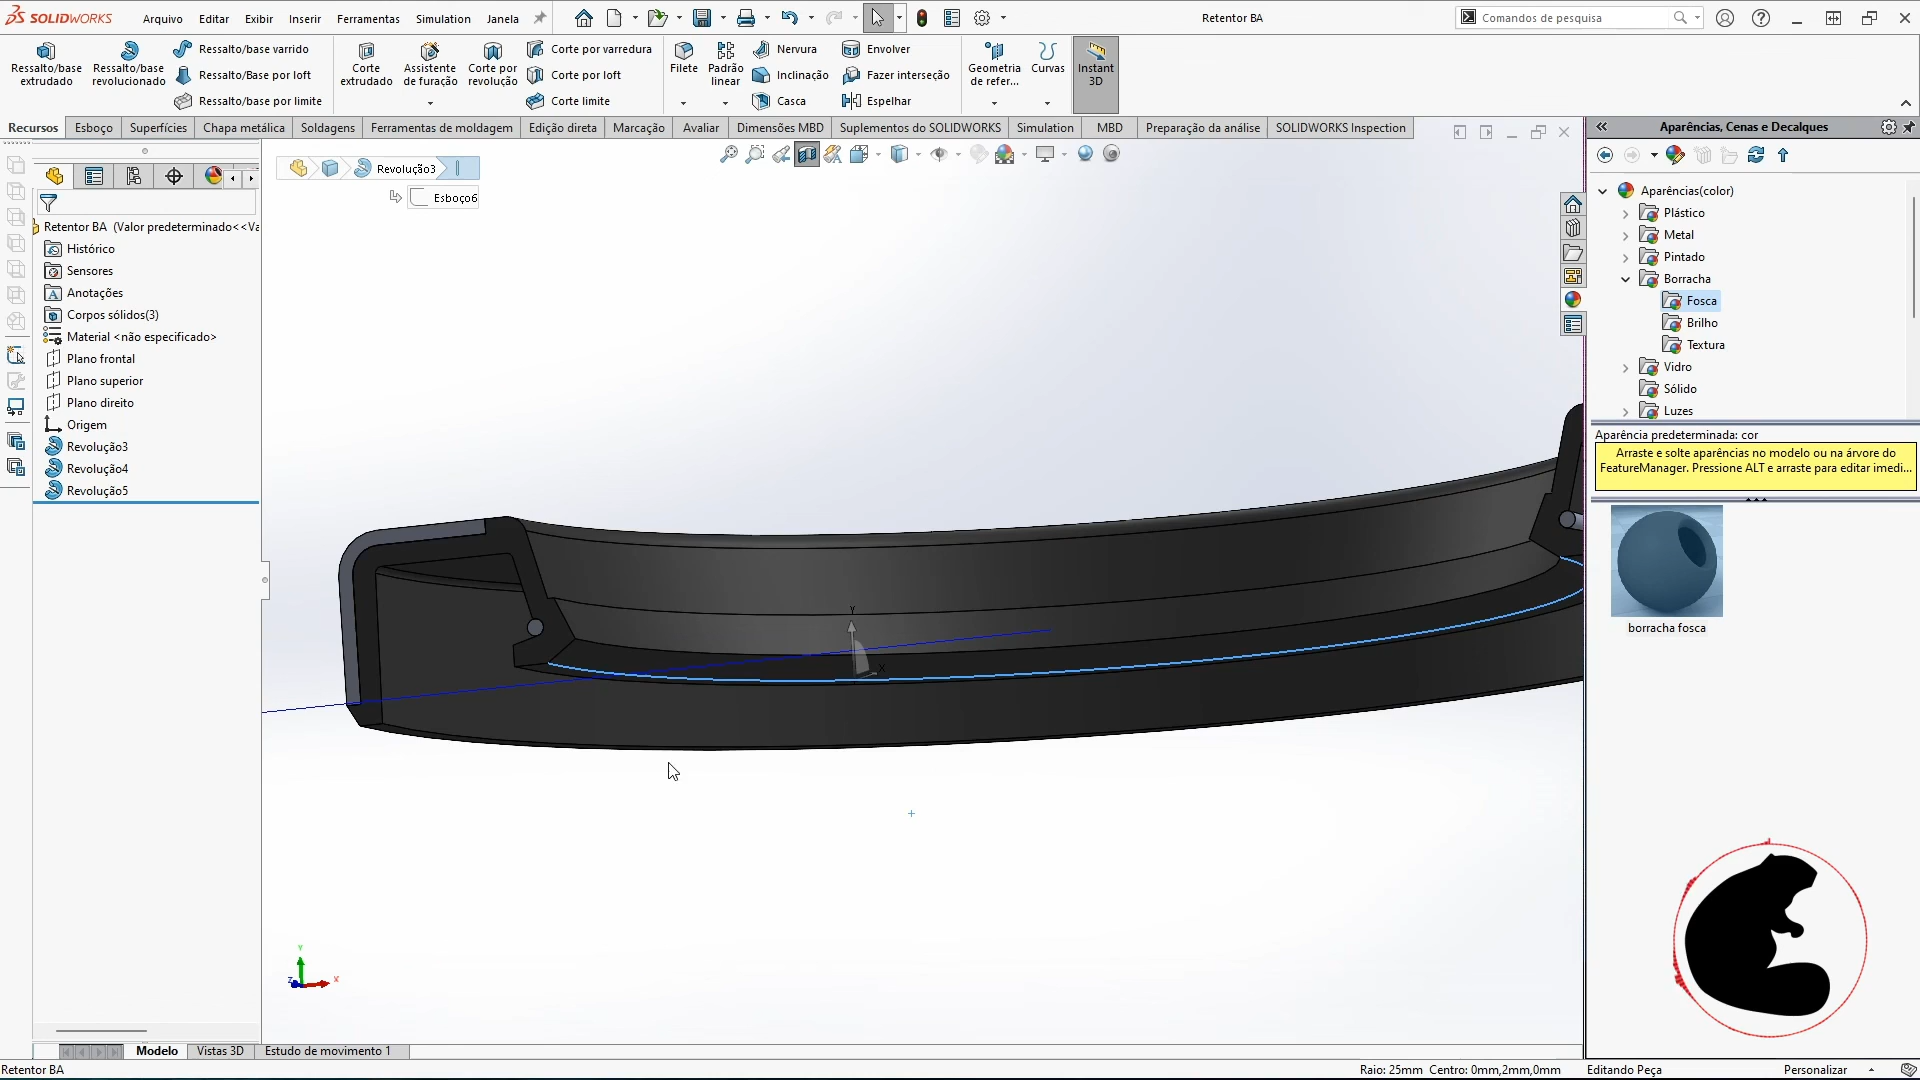 SOLIDWORKS
Arquivo Editar Exibir Inserir Ferramentas Simulation Janela
Retentor BA
Comandos de pesquisa
Ressalto/base extrudado
Ressalto/base revolucionado
Ressalto/base varrido
Ressalto/Base por loft
Ressalto/base por limite
Corte extrudado
Assistente de furação
Corte por revolução
Corte por varredura
Corte por loft
Corte limite
Filete
Padrão linear
Nervura
Inclinação
Casca
Envolver
Fazer interseção
Espelhar
Geometria de refer...
Curvas
Instant 3D
Recursos Esboço Superfícies Chapa metálica Soldagens Ferramentas de moldagem Edição direta Marcação Avaliar Dimensões MBD Suplementos do SOLIDWORKS Simulation MBD Preparação da análise SOLIDWORKS Inspection
Revolução3
Esboço6
Retentor BA (Valor predeterminado<<Va
Histórico
Sensores
Anotações
Corpos sólidos(3)
Material <não especificado>
Plano frontal
Plano superior
Plano direito
Origem
Revolução3
Revolução4
Revolução5
Y
X
Y
X
Z
Aparências, Cenas e Decalques
Aparências(color)
Plástico
Metal
Pintado
Borracha
Fosca
Brilho
Textura
Vidro
Sólido
Luzes
Aparência predeterminada: cor
Arraste e solte aparências no modelo ou na árvore do
FeatureManager. Pressione ALT e arraste para editar imedi...
borracha fosca
Modelo Vistas 3D Estudo de movimento 1
Retentor BA
Raio: 25mm Centro: 0mm,2mm,0mm
Editando Peça
Personalizar